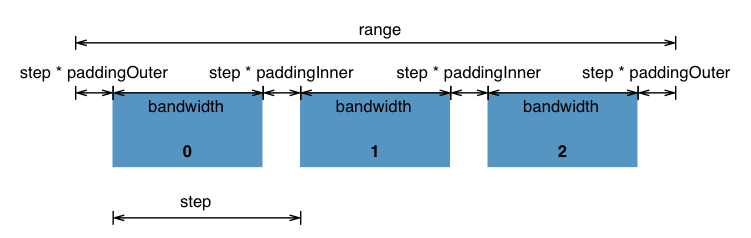 range
step * paddingOuter step * paddingInner step * paddingInner step * paddingOuter
bandwidth bandwidth bandwidth
0 1 2
step